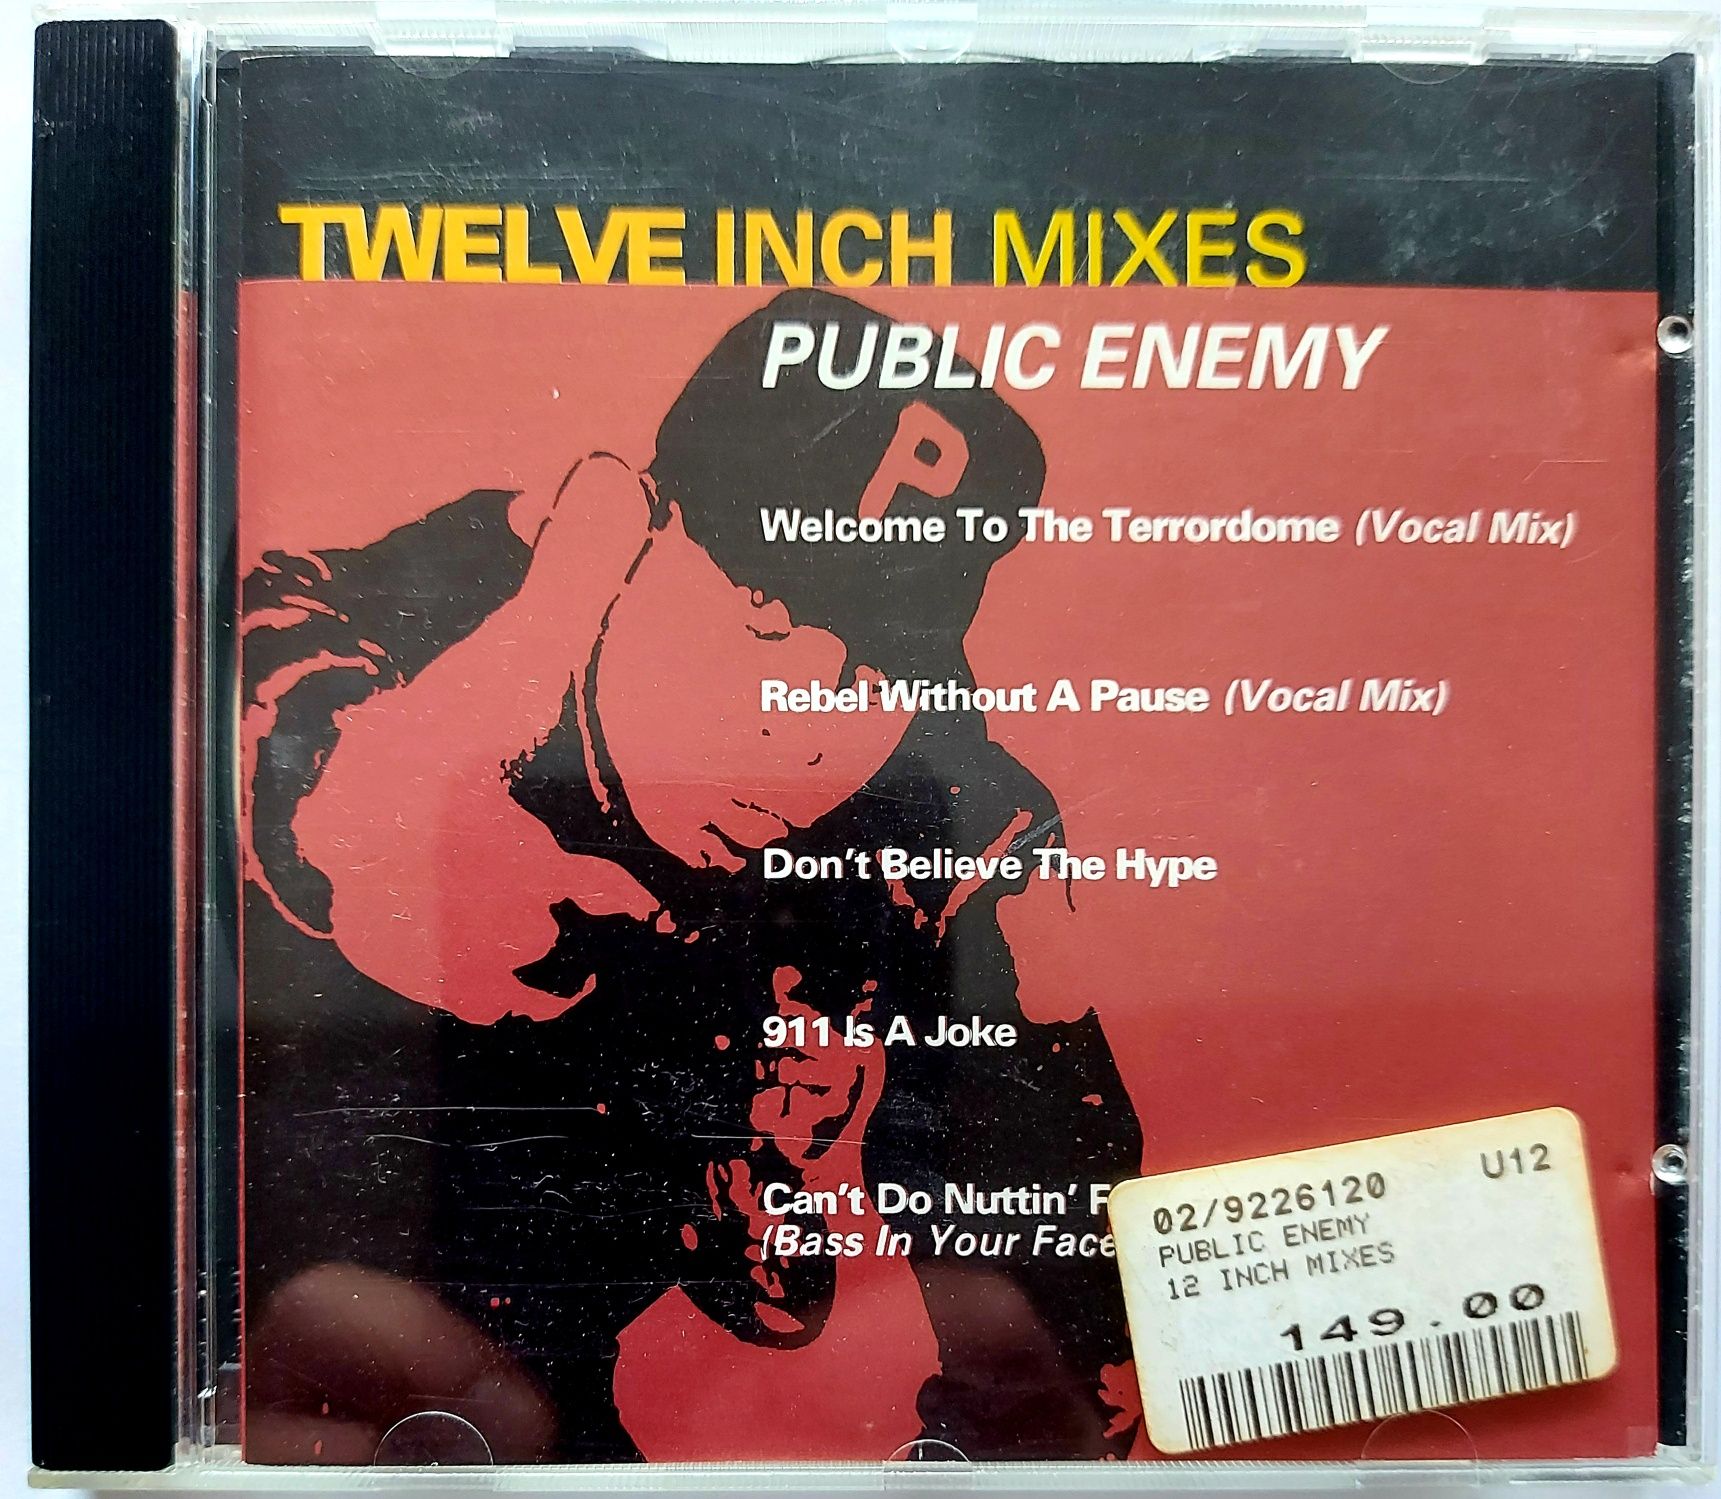 TWELVE INCH MIXES
PUBLIC ENEMY
P
Welcome To The Terrordome (Vocal Mix)
Rebel Without A Pause (Vocal Mix)
Don't Believe The Hype
911 Is A Joke
Can't Do Nuttin' F
(Bass In Your Face
02/9226120 U12
PUBLIC ENEMY
12 INCH MIXES
149.00